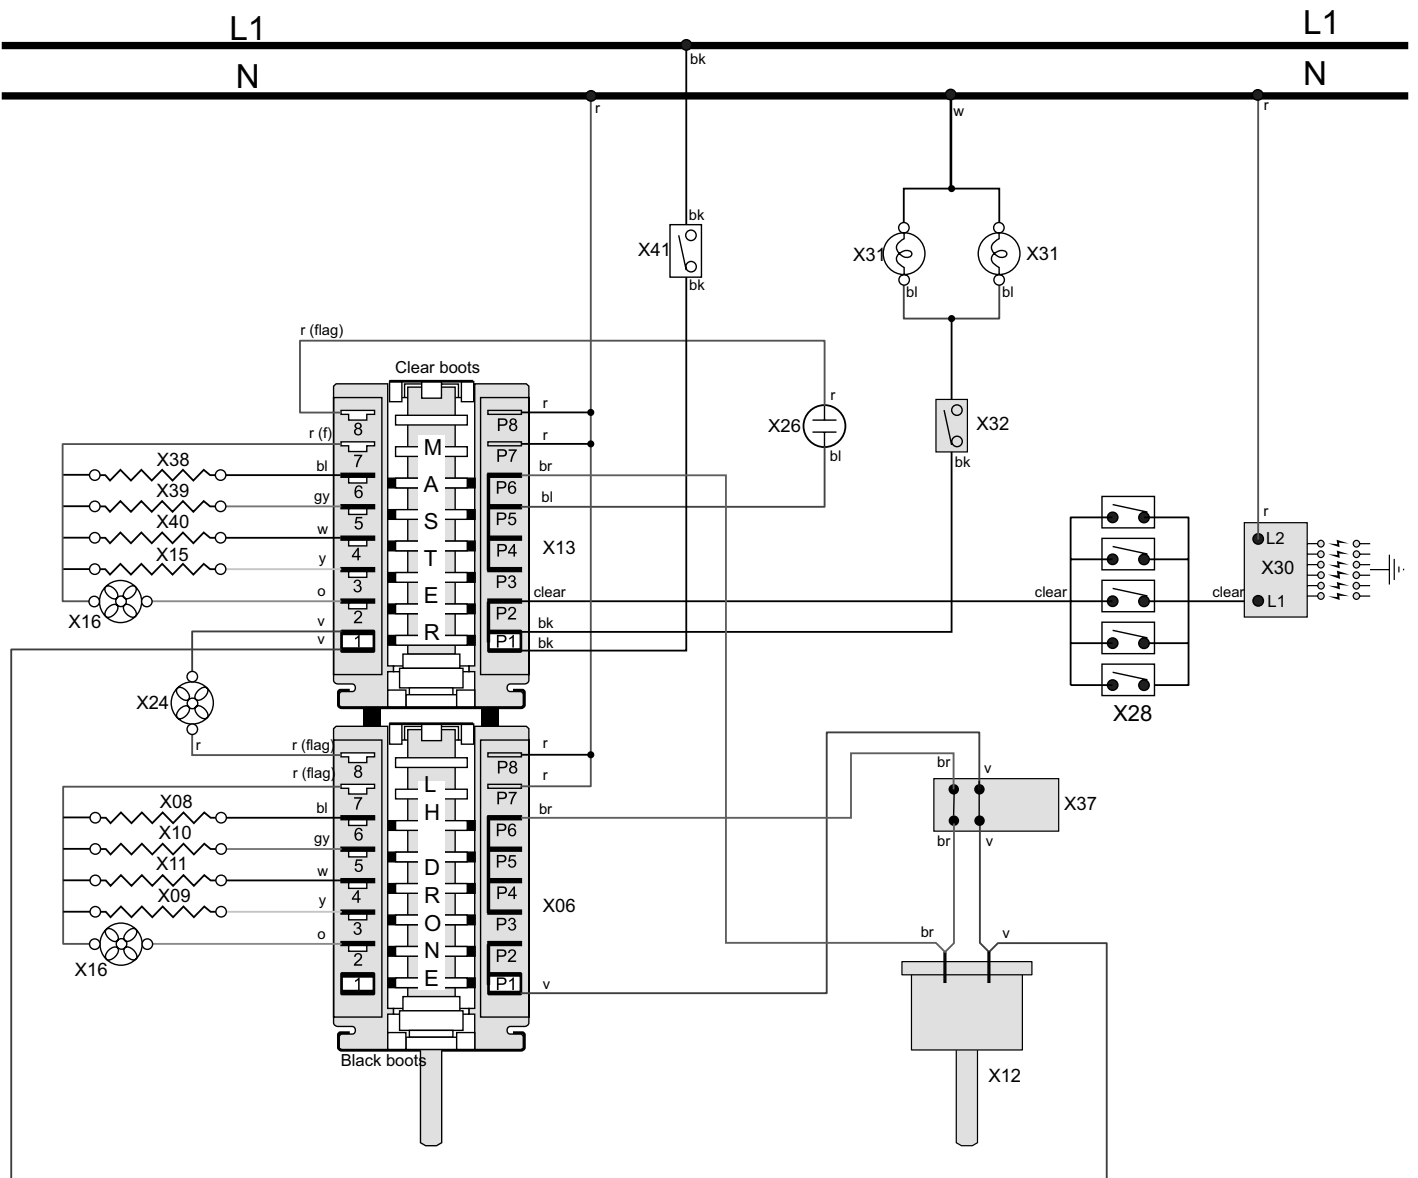 L1
L1
N
N
bk
r
w
r
bk
X41
bk
X31
X31
bl
bl
r (flag)
Clear boots
r
X26
bl
X32
bk
8
r
P8
r (f)
7
r
P7
X38
bl
6
br
P6
X39
gy
5
bl
P5
X40
w
4
P4
X13
X15
y
3
P3
X16
o
2
clear
P2
v
v
1
bk
P1
bk
MASTER
clear
clear
X28
r
L2
X30
L1
X24
r
r (flag)
8
r
P8
r (flag)
7
r
P7
X08
bl
6
br
P6
X10
gy
5
P5
X11
w
4
P4
X06
X09
y
3
P3
X16
o
2
P2
1
P1
v
LH DRONE
Black boots
br
v
X37
br
v
br
v
X12